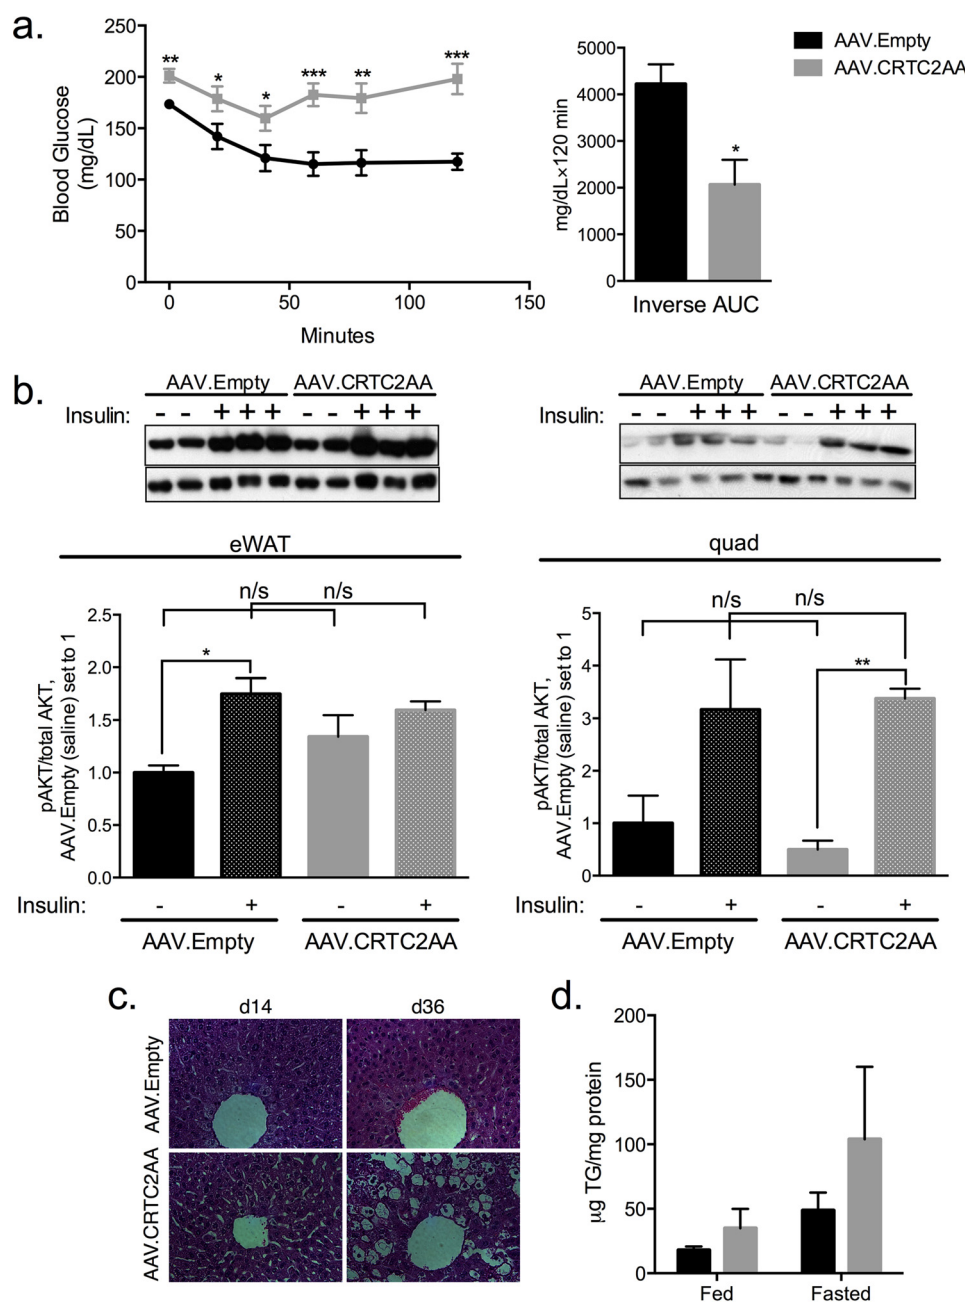 a.
250
200
150
100
50
0
Blood Glucose
(mg/dL)
** * * *** ** ***
0 50 100 150
Minutes
5000
4000
3000
2000
1000
0
mg/dL×120 min
*
Inverse AUC
AAV.Empty
AAV.CRTC2AA
b.
AAV.Empty AAV.CRTC2AA
Insulin: - - + + + - - + + +
AAV.Empty AAV.CRTC2AA
Insulin: - - + + + - - + + +
eWAT
n/s n/s
*
2.5
2.0
1.5
1.0
0.5
0.0
pAKT/total AKT,
AAV.Empty (saline) set to 1
Insulin: - + - +
AAV.Empty AAV.CRTC2AA
quad
n/s n/s
**
5
4
3
2
1
0
pAKT/total AKT,
AAV.Empty (saline) set to 1
Insulin: - + - +
AAV.Empty AAV.CRTC2AA
c.
d14 d36
AAV.Empty
AAV.CRTC2AA
d.
200
150
100
50
0
µg TG/mg protein
Fed Fasted